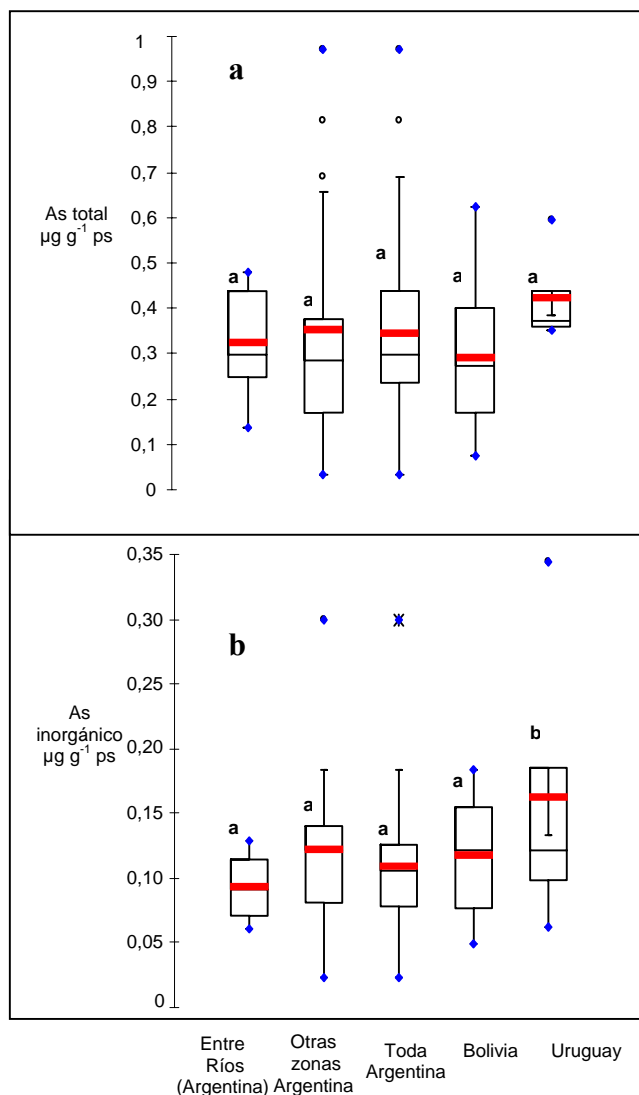 1
a
0,9
0,8
0,7
0,6
As total
µg g-1 ps
0,5
a
a
a
a
a
0,4
0,3
0,2
0,1
0
0,35
0,30
b
0,25
As
inorgánico
µg g-1 ps
0,20
b
a
a
0,15
a
a
0,10
0,05
0
Entre
Ríos
(Argentina)
Otras
zonas
Argentina
Toda
Argentina
Bolivia
Uruguay